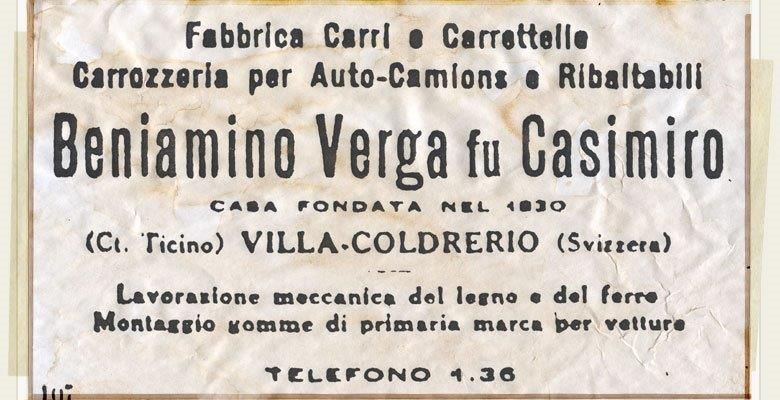 Fabbrica Carri e Carrettelle
Carrozzeria per Auto-Camions e Ribaltabili
Beniamino Verga fu Casimiro
CASA FONDATA NEL 1830
(Ct. Ticino) VILLA-COLDRERIO (Svizzera)
Lavorazione meccanica del legno e del ferro
Montaggio gomme di primaria marca per vetture
TELEFONO 1.36